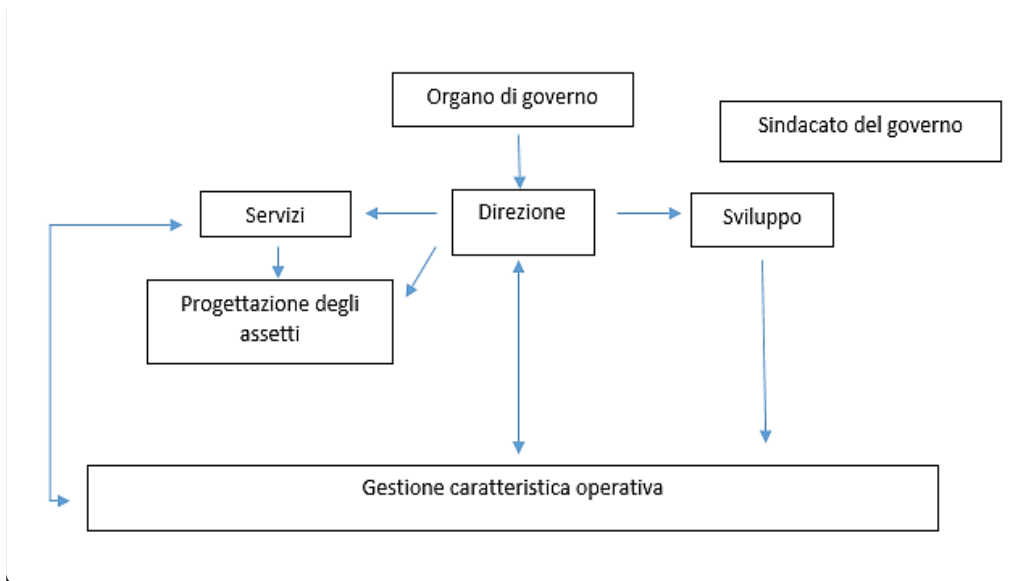 Organo di governo
Sindacato del governo
Servizi
Direzione
Sviluppo
Progettazione degli
assetti
Gestione caratteristica operativa